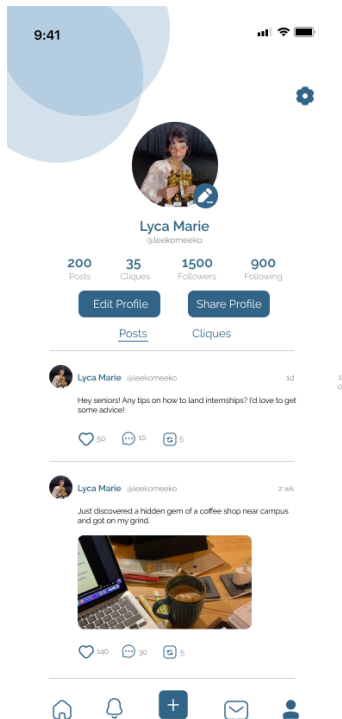 9:41
Lyca Marie
@leekomeeko
200 35 1500 900
Posts Cliques Followers Following
Edit Profile Share Profile
Posts Cliques
Lyca Marie @leekomeeko 1d
Hey seniors! Any tips on how to land internships? I'd love to get
some advice!
50 10 5
1
0
Lyca Marie @leekomeeko 2 wk
Just discovered a hidden gem of a coffee shop near campus
and got on my grind.
140 30 5